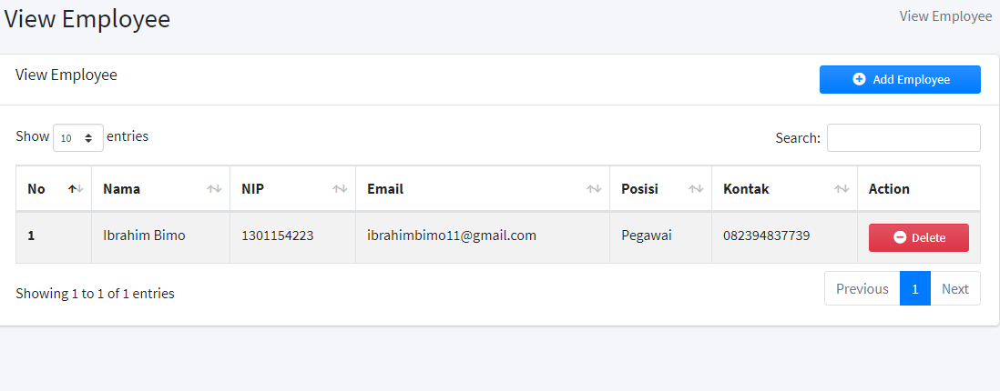 View Employee View Employee
View Employee Add Employee
Show 10 entries Search:
No Nama NIP Email Posisi Kontak Action
1 Ibrahim Bimo 1301154223 ibrahimbimo11@gmail.com Pegawai 082394837739 Delete
Showing 1 to 1 of 1 entries Previous 1 Next